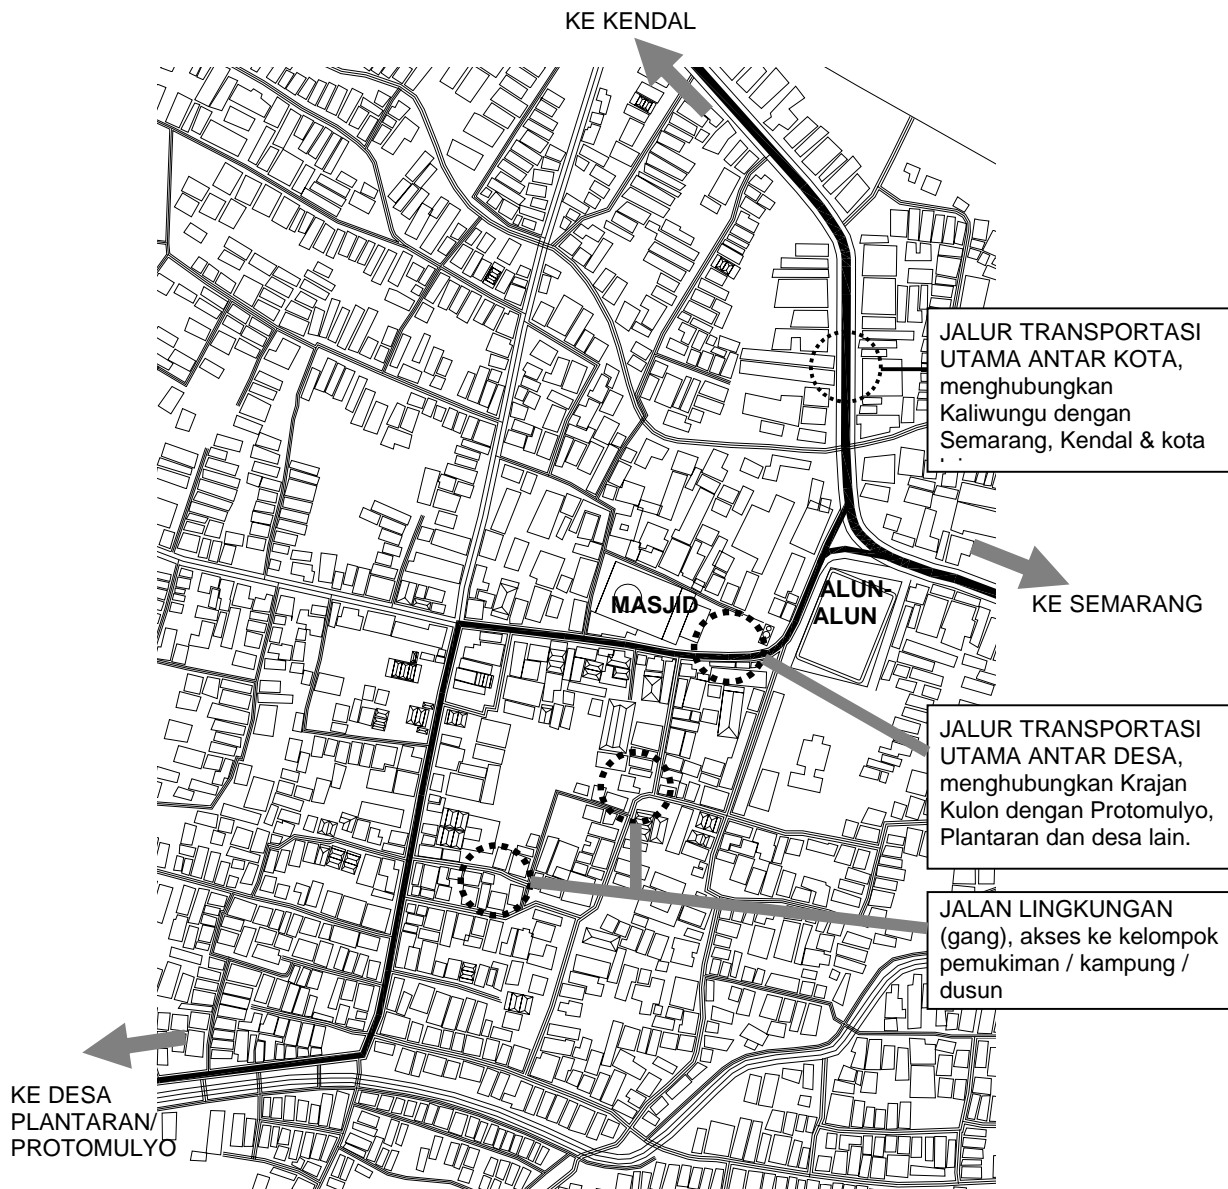 KE KENDAL
JALUR TRANSPORTASI
UTAMA ANTAR KOTA,
menghubungkan
Kaliwungu dengan
Semarang, Kendal & kota
MASJID
ALUN-
ALUN
KE SEMARANG
JALUR TRANSPORTASI
UTAMA ANTAR DESA,
menghubungkan Krajan
Kulon dengan Protomulyo,
Plantaran dan desa lain.
JALAN LINGKUNGAN
(gang), akses ke kelompok
pemukiman / kampung /
dusun
KE DESA
PLANTARAN/
PROTOMULYO